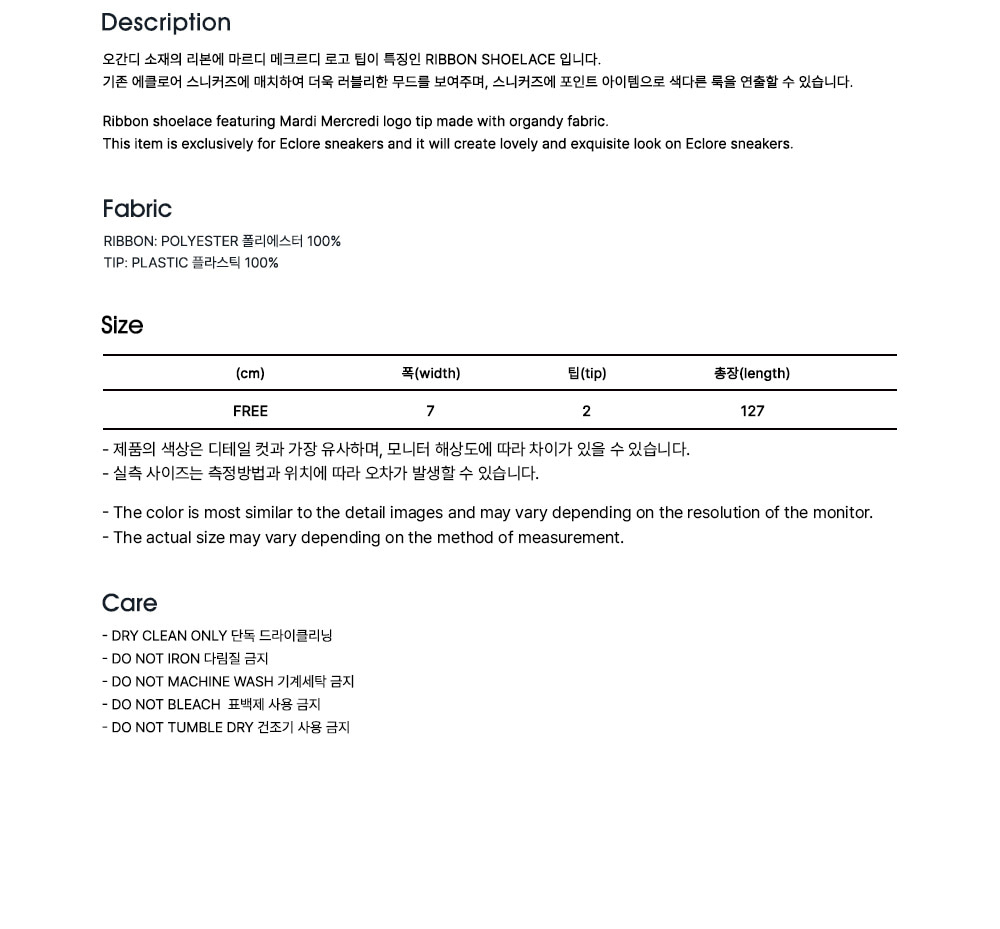 Description
오간디 소재의 리본에 마르디 메크르디 로고 팁이 특징인 RIBBON SHOELACE 입니다.
기존 에클로어 스니커즈에 매치하여 더욱 러블리한 무드를 보여주며, 스니커즈에 포인트 아이템으로 색다른 룩을 연출할 수 있습니다.
Ribbon shoelace featuring Mardi Mercredi logo tip made with organdy fabric.
This item is exclusively for Eclore sneakers and it will create lovely and exquisite look on Eclore sneakers.
Fabric
RIBBON: POLYESTER 폴리에스터 100%
TIP: PLASTIC 플라스틱 100%
Size
(cm) 폭(width) 팁(tip) 총장(length)
FREE 7 2 127
- 제품의 색상은 디테일 컷과 가장 유사하며, 모니터 해상도에 따라 차이가 있을 수 있습니다.
- 실측 사이즈는 측정방법과 위치에 따라 오차가 발생할 수 있습니다.
- The color is most similar to the detail images and may vary depending on the resolution of the monitor.
- The actual size may vary depending on the method of measurement.
Care
- DRY CLEAN ONLY 단독 드라이클리닝
- DO NOT IRON 다림질 금지
- DO NOT MACHINE WASH 기계세탁 금지
- DO NOT BLEACH 표백제 사용 금지
- DO NOT TUMBLE DRY 건조기 사용 금지